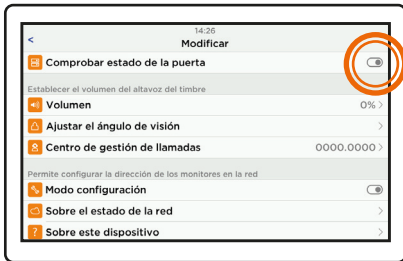 14:26
< Modificar
Comprobar estado de la puerta
Establecer el volumen del altavoz del timbre
Volumen 0% >
Ajustar el ángulo de visión >
Centro de gestión de llamadas 0000.0000 >
Permite configurar la dirección de los monitores en la red
Modo configuración
Sobre el estado de la red >
? Sobre este dispositivo >